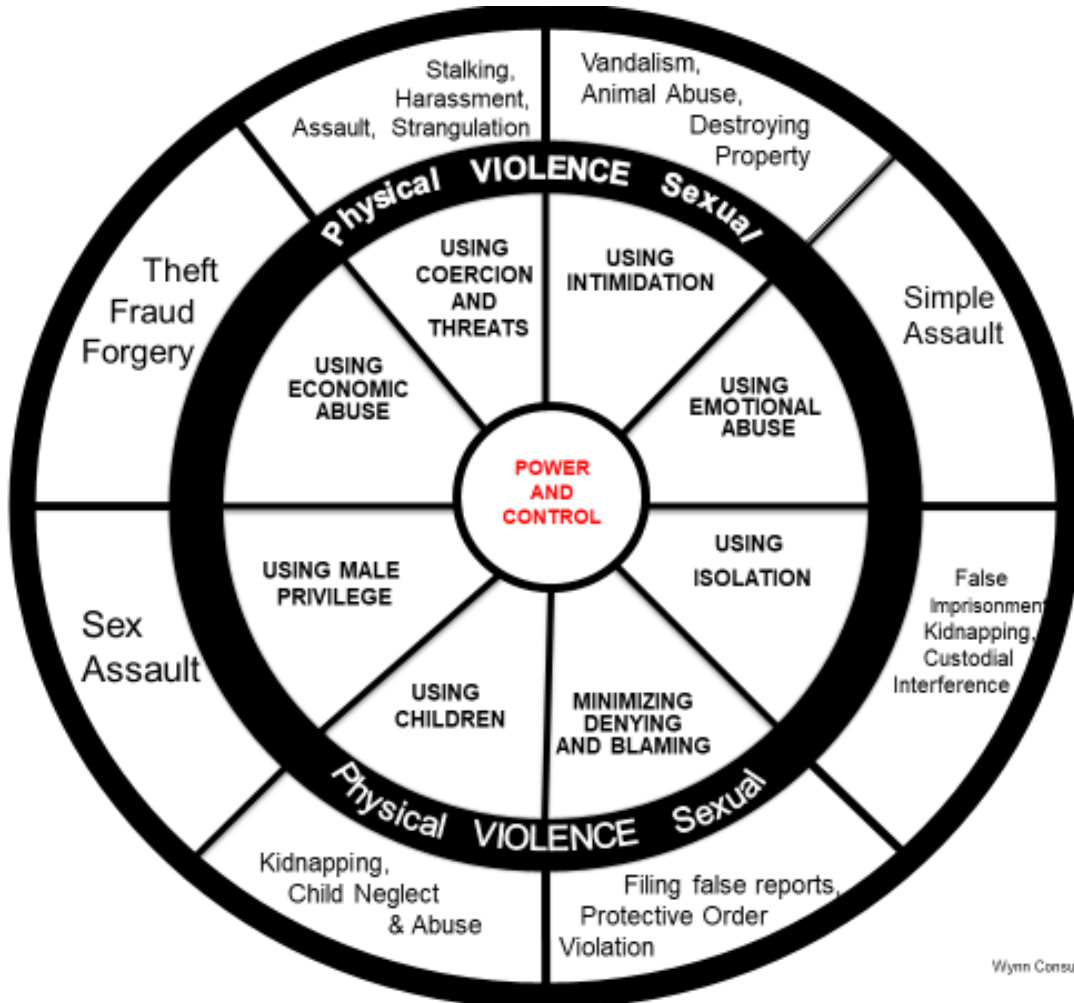 Stalking,
Harassment,
Assault, Strangulation
Vandalism,
Animal Abuse,
Destroying
Property
Theft
Fraud
Forgery
Simple
Assault
Physical VIOLENCE Sexual
USING
COERCION
AND
THREATS
USING
INTIMIDATION
USING
ECONOMIC
ABUSE
USING
EMOTIONAL
ABUSE
POWER
AND
CONTROL
USING MALE
PRIVILEGE
USING
ISOLATION
USING
CHILDREN
MINIMIZING
DENYING
AND BLAMING
Physical VIOLENCE Sexual
Sex
Assault
False
Imprisonment
Kidnapping,
Custodial
Interference
Kidnapping,
Child Neglect
& Abuse
Filing false reports,
Protective Order
Violation
Wynn Consu